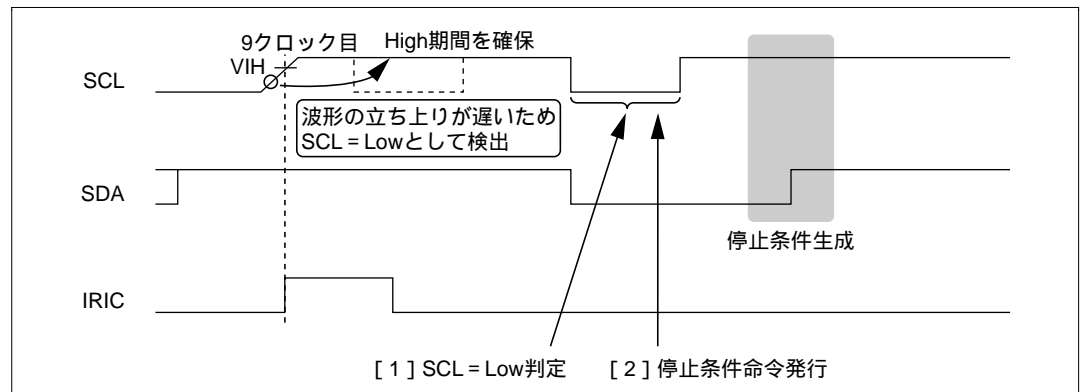 9クロック目
High期間を確保
VIH
SCL
波形の立ち上りが遅いため
SCL = Lowとして検出
SDA
停止条件生成
IRIC
[ 1 ] SCL = Low判定
[ 2 ] 停止条件命令発行